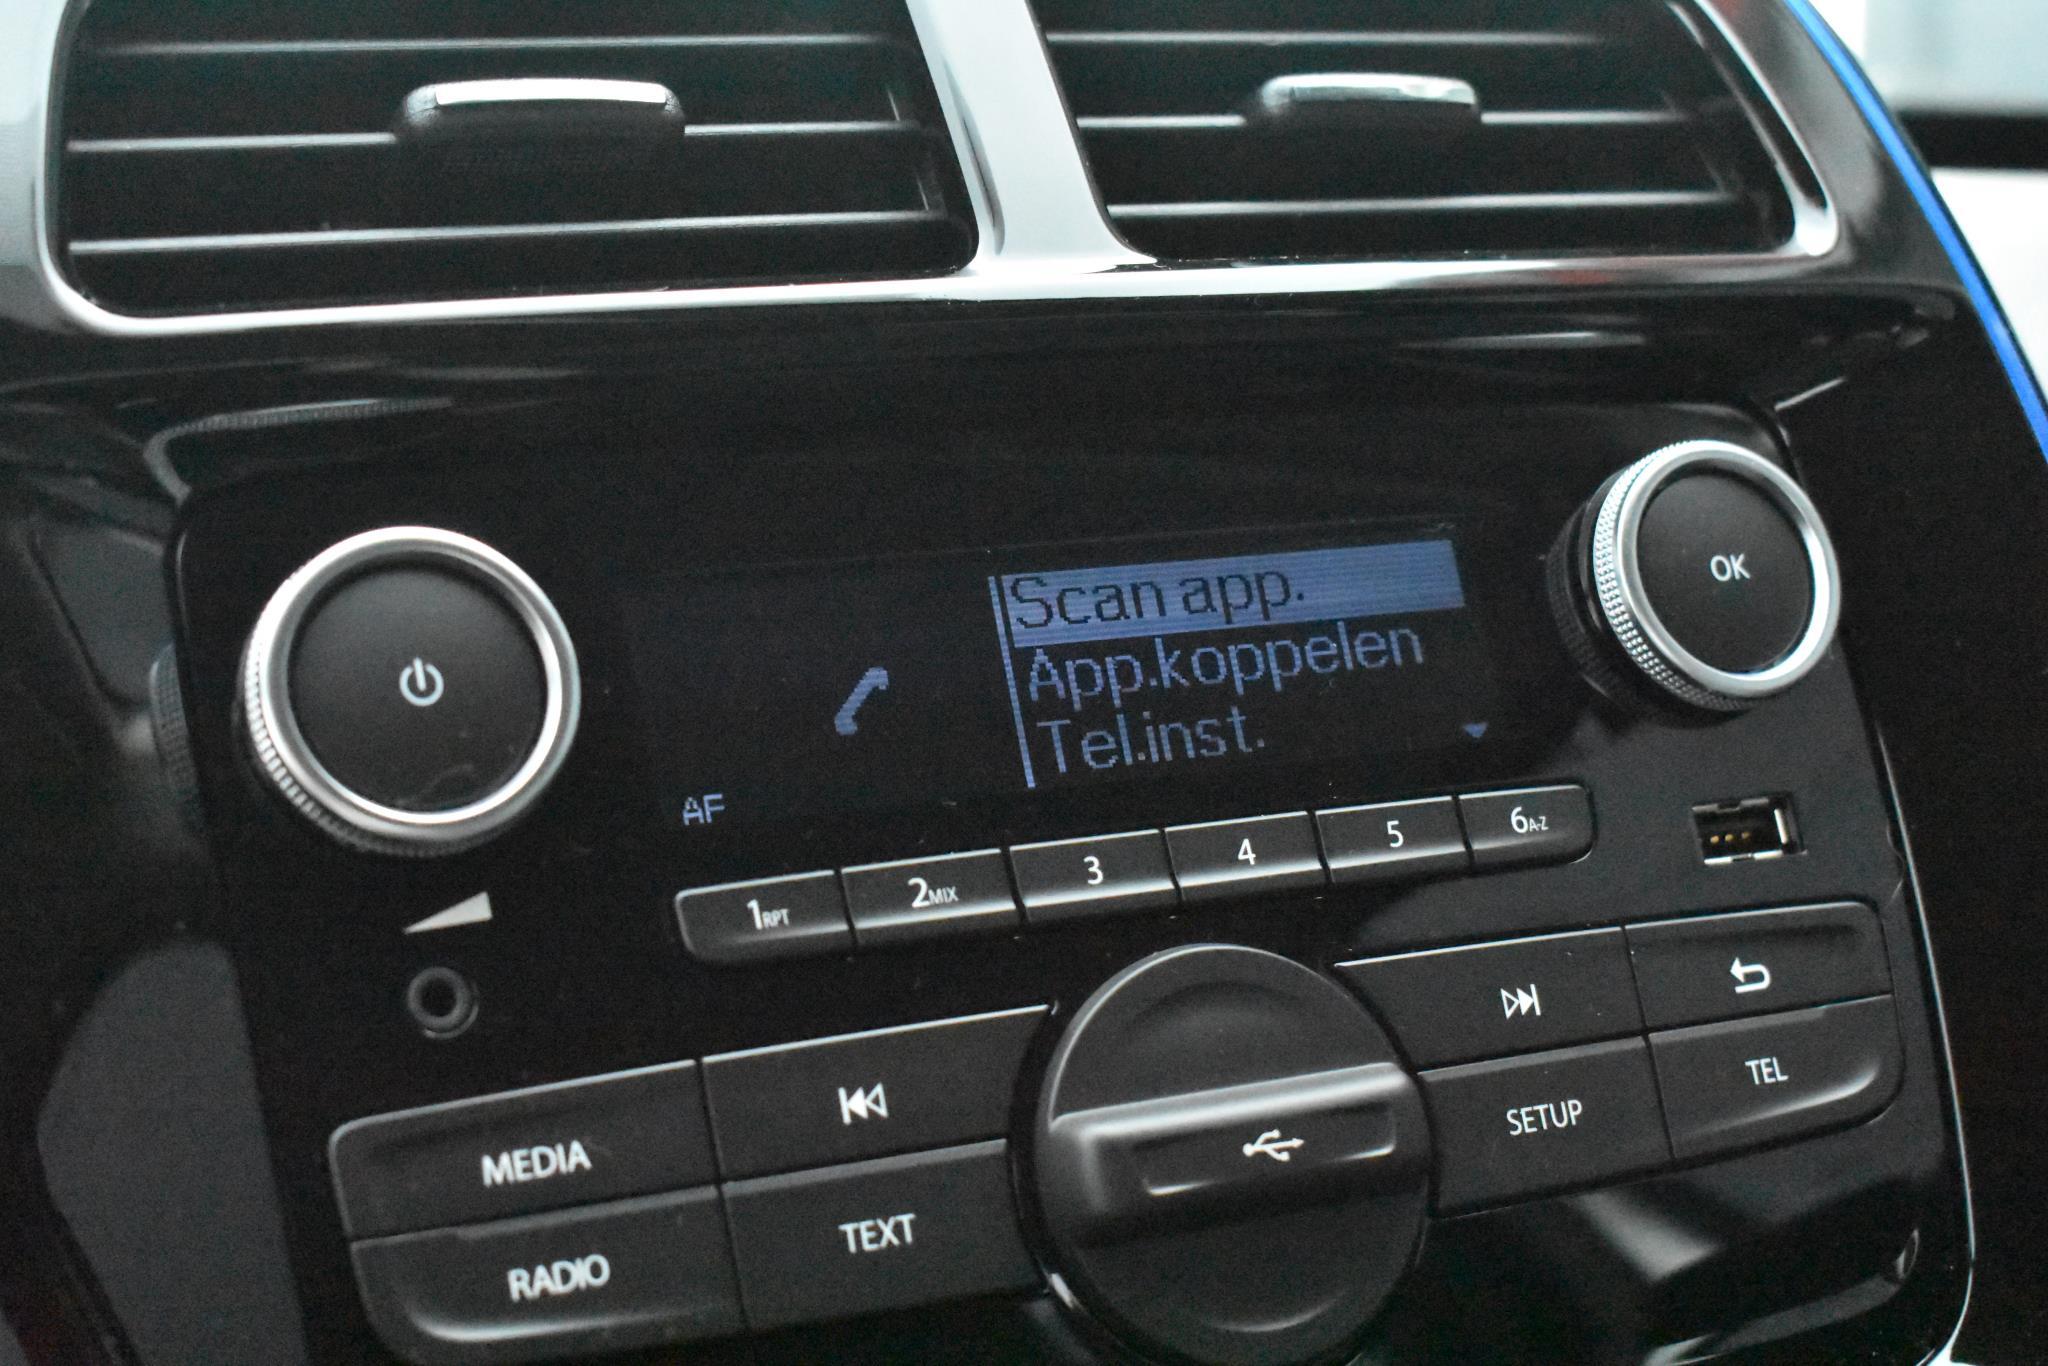 Scan app.
App.koppelen
Tel.inst.
AF
OK
1RPT
2MIX
3
4
5
6A-Z
MEDIA
RADIO
TEXT
SETUP
TEL